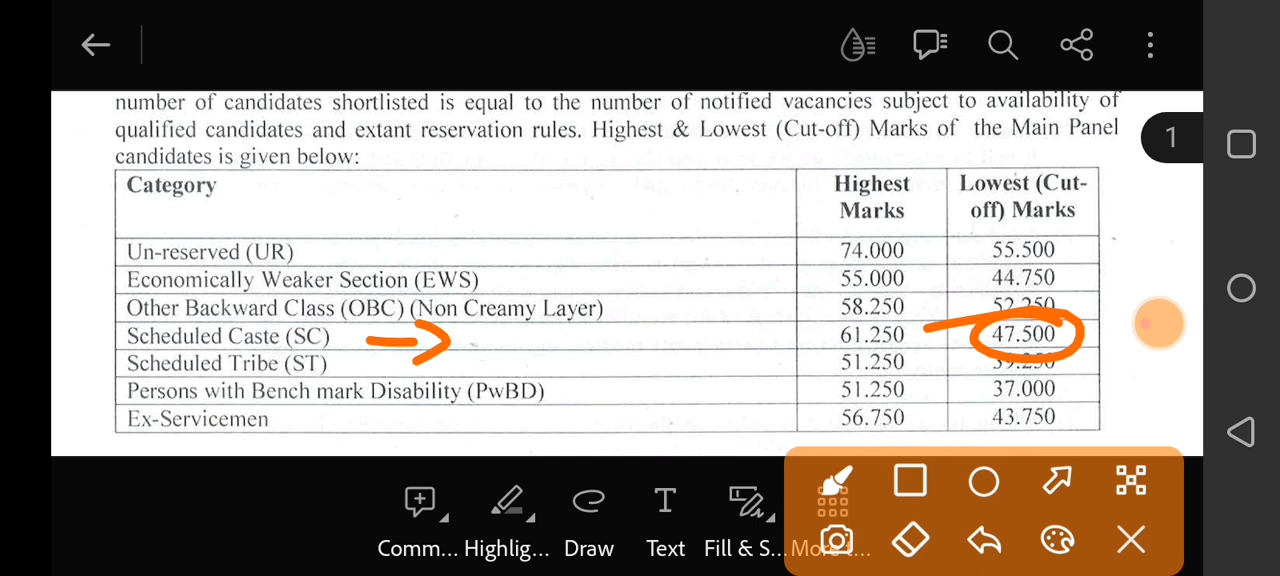 number of candidates shortlisted is equal to the number of notified vacancies subject to availability of
qualified candidates and extant reservation rules. Highest & Lowest (Cut-off) Marks of the Main Panel
candidates is given below:
1
Category Highest Marks Lowest (Cut-off) Marks
Un-reserved (UR) 74.000 55.500
Economically Weaker Section (EWS) 55.000 44.750
Other Backward Class (OBC) (Non Creamy Layer) 58.250 52.250
Scheduled Caste (SC) 61.250 47.500
Scheduled Tribe (ST) 51.250 39.250
Persons with Bench mark Disability (PwBD) 51.250 37.000
Ex-Servicemen 56.750 43.750
Comm... Highlig... Draw Text Fill & S... More t...